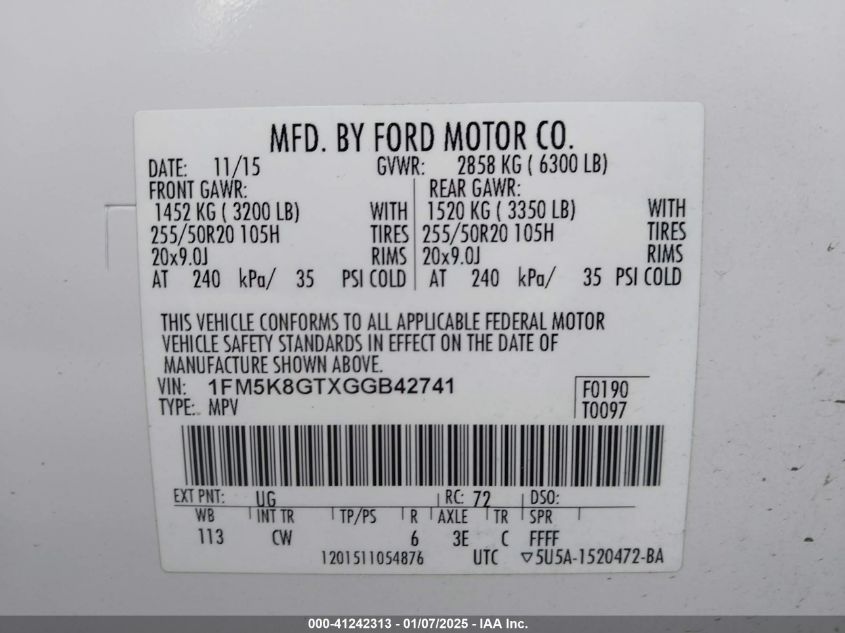 MFD. BY FORD MOTOR CO.
DATE: 11/15 GVWR: 2858 KG ( 6300 LB)
FRONT GAWR: REAR GAWR:
1452 KG ( 3200 LB) WITH 1520 KG ( 3350 LB) WITH
255/50R20 105H TIRES 255/50R20 105H TIRES
20x9.0J RIMS 20x9.0J RIMS
AT 240 kPa/ 35 PSI COLD AT 240 kPa/ 35 PSI COLD
THIS VEHICLE CONFORMS TO ALL APPLICABLE FEDERAL MOTOR
VEHICLE SAFETY STANDARDS IN EFFECT ON THE DATE OF
MANUFACTURE SHOWN ABOVE.
VIN: 1FM5K8GTXGGB42741 F0190
TYPE: MPV T0097
EXT PNT: UG RC: 72 DSO:
WB INT TR TP/PS R AXLE TR SPR
113 CW 6 3E C FFFF
1201511054876 UTC ▽5U5A-1520472-BA
000-41242313 - 01/07/2025 - IAA Inc.